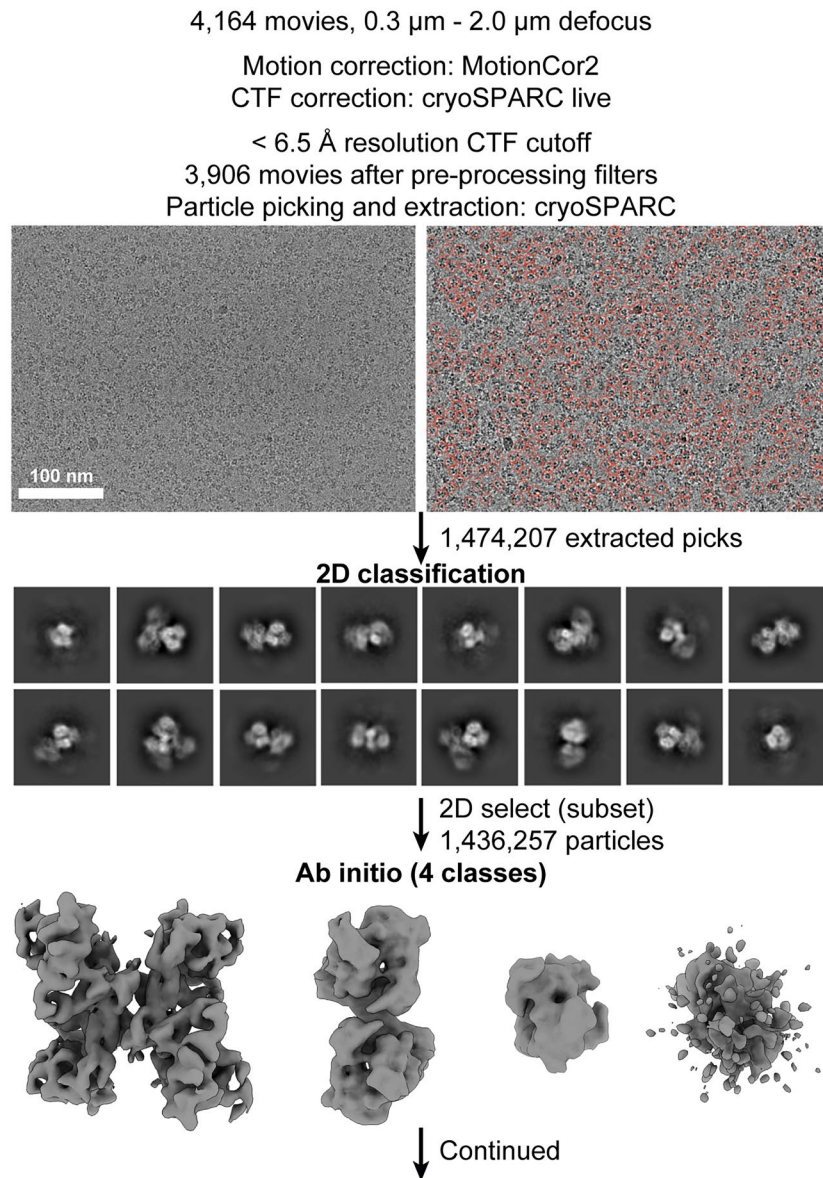 4,164 movies, 0.3 µm - 2.0 µm defocus
Motion correction: MotionCor2
CTF correction: cryoSPARC live
< 6.5 Å resolution CTF cutoff
3,906 movies after pre-processing filters
Particle picking and extraction: cryoSPARC
100 nm
1,474,207 extracted picks
2D classification
2D select (subset)
1,436,257 particles
Ab initio (4 classes)
Continued